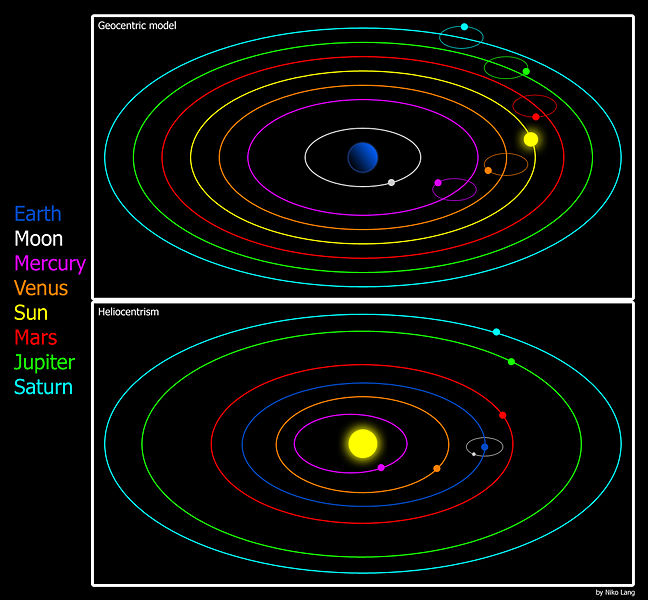 Geocentric model
Earth
Moon
Mercury
Venus
Sun
Mars
Jupiter
Saturn
Heliocentrism
by Niko Lang